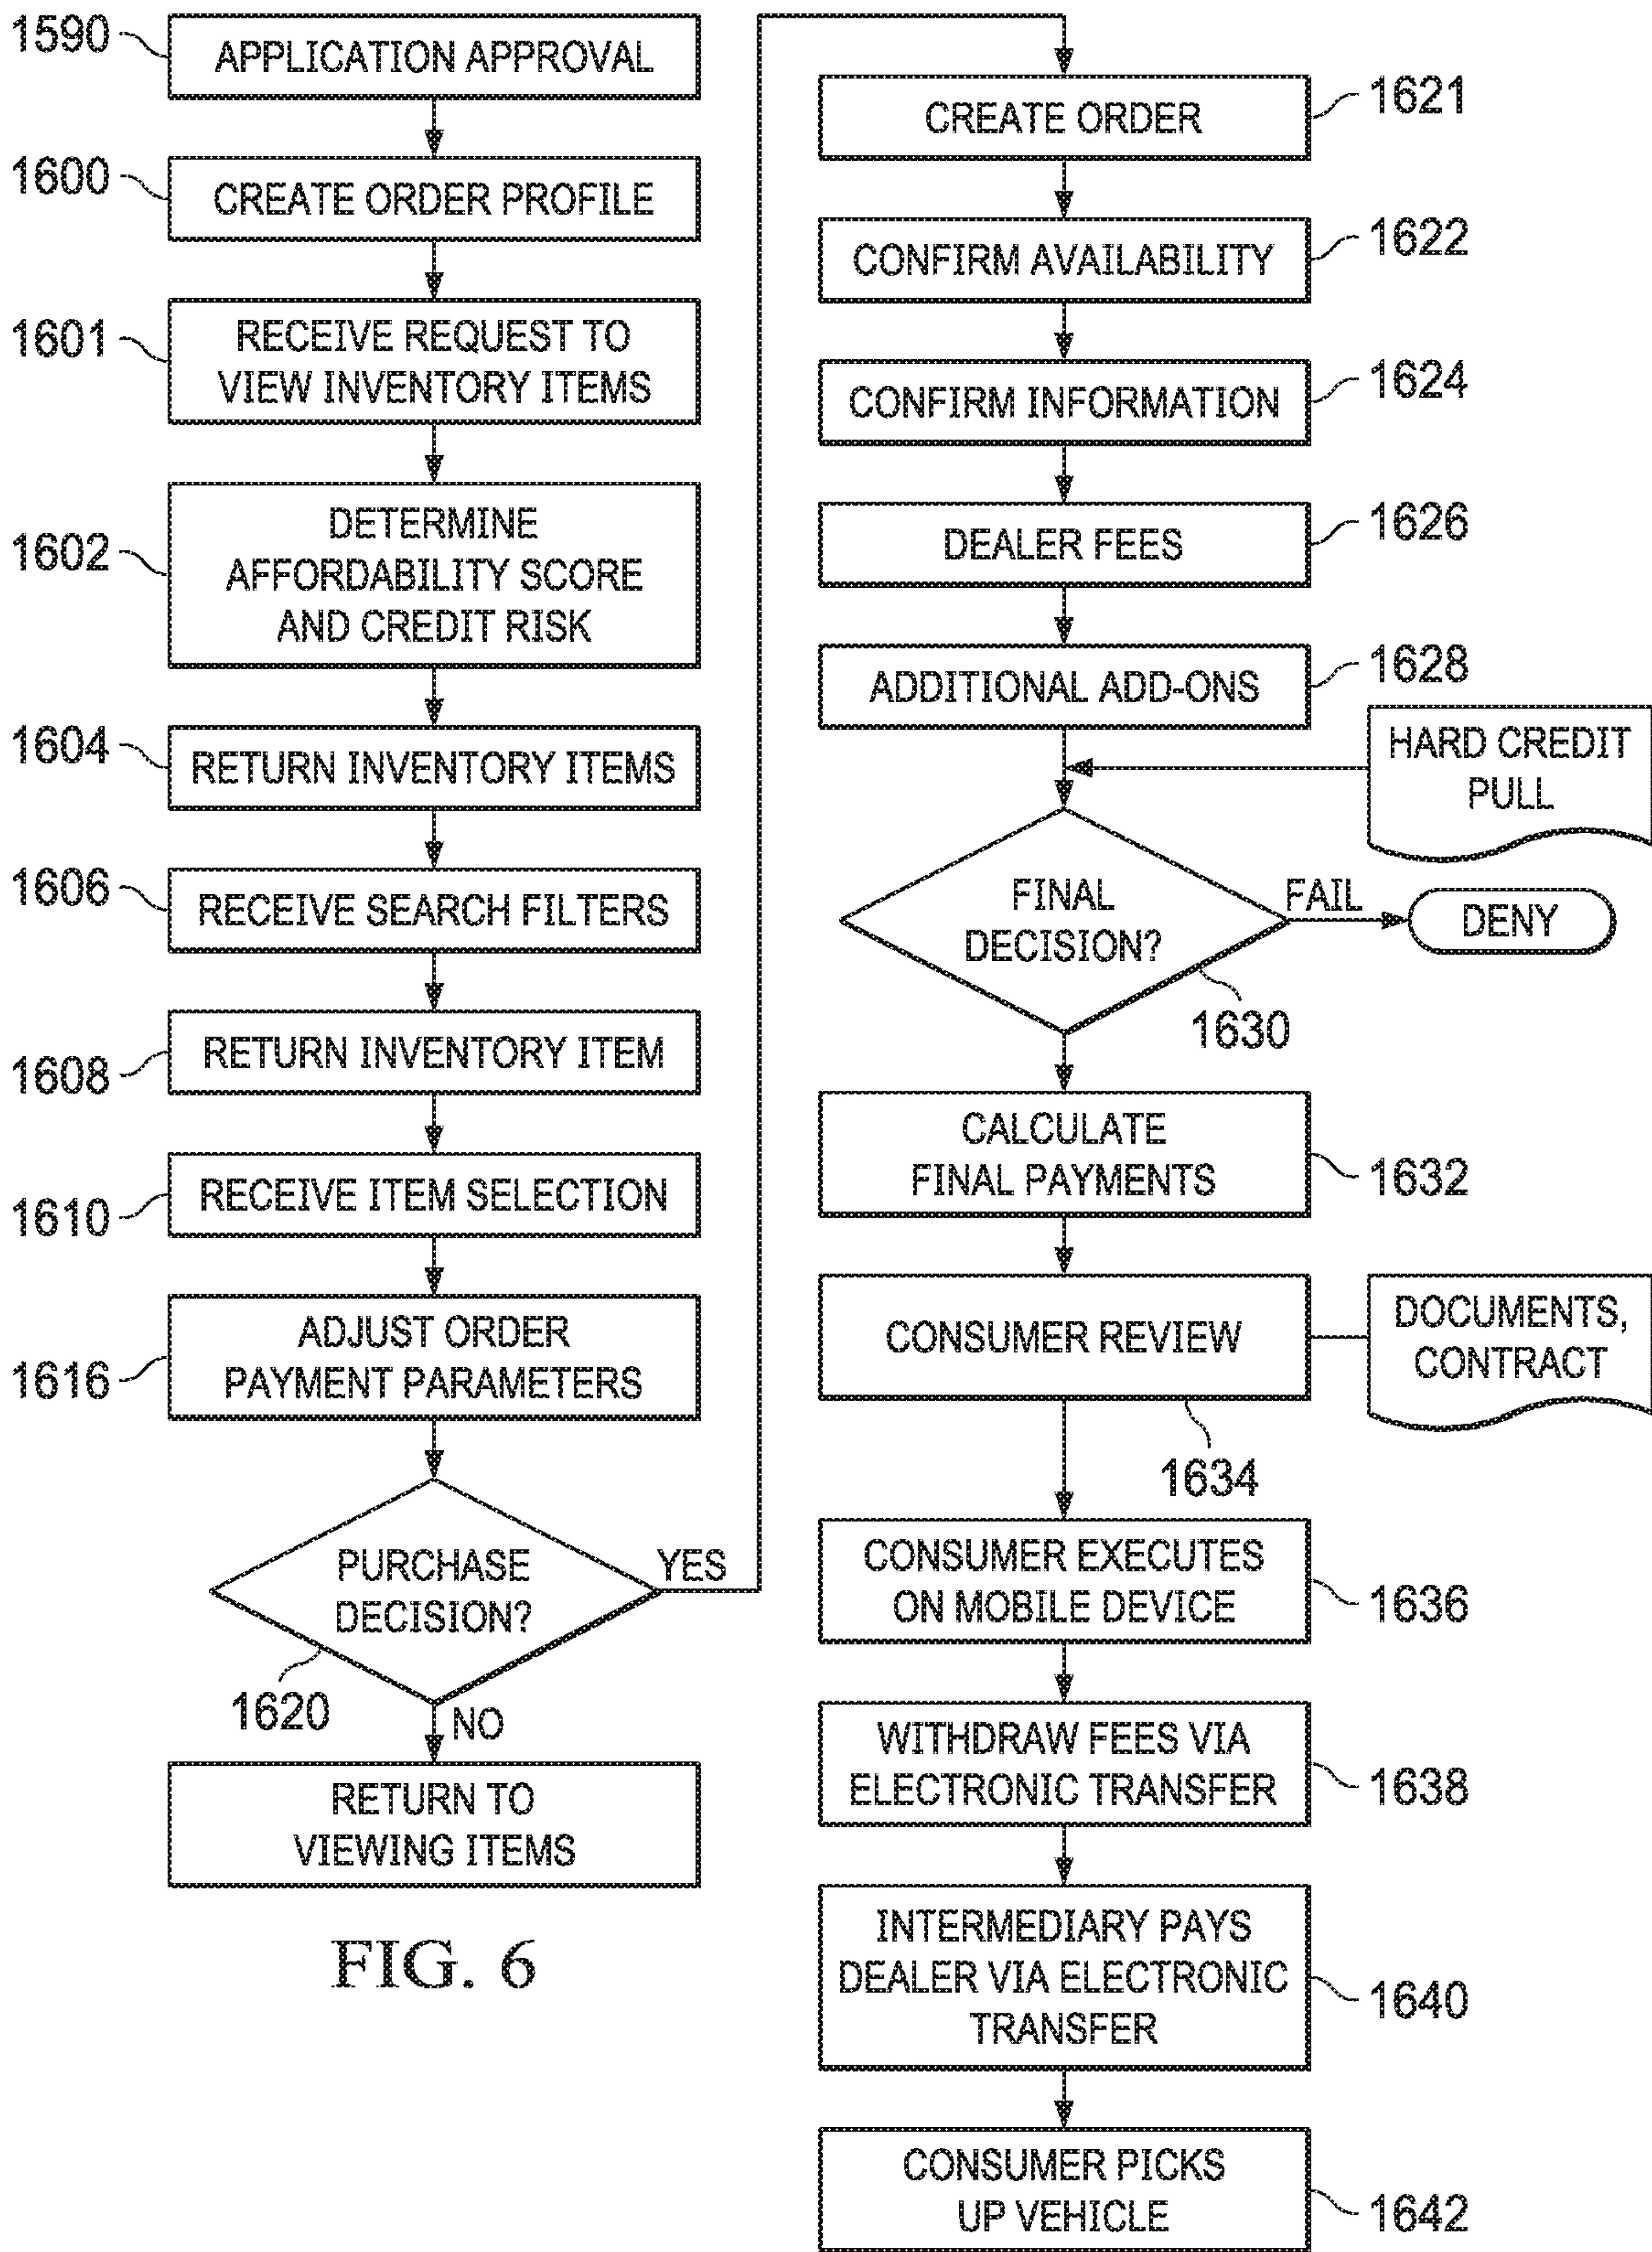 1590
APPLICATION APPROVAL
1600
CREATE ORDER PROFILE
1601
RECEIVE REQUEST TO
VIEW INVENTORY ITEMS
1602
DETERMINE
AFFORDABILITY SCORE
AND CREDIT RISK
1604
RETURN INVENTORY ITEMS
1606
RECEIVE SEARCH FILTERS
1608
RETURN INVENTORY ITEM
1610
RECEIVE ITEM SELECTION
1616
ADJUST ORDER
PAYMENT PARAMETERS
PURCHASE
DECISION?
YES
1620
NO
RETURN TO
VIEWING ITEMS
FIG. 6
CREATE ORDER
1621
CONFIRM AVAILABILITY
1622
CONFIRM INFORMATION
1624
DEALER FEES
1626
ADDITIONAL ADD-ONS
1628
HARD CREDIT
PULL
FINAL
DECISION?
FAIL
DENY
1630
CALCULATE
FINAL PAYMENTS
1632
CONSUMER REVIEW
DOCUMENTS,
CONTRACT
1634
CONSUMER EXECUTES
ON MOBILE DEVICE
1636
WITHDRAW FEES VIA
ELECTRONIC TRANSFER
1638
INTERMEDIARY PAYS
DEALER VIA ELECTRONIC
TRANSFER
1640
CONSUMER PICKS
UP VEHICLE
1642